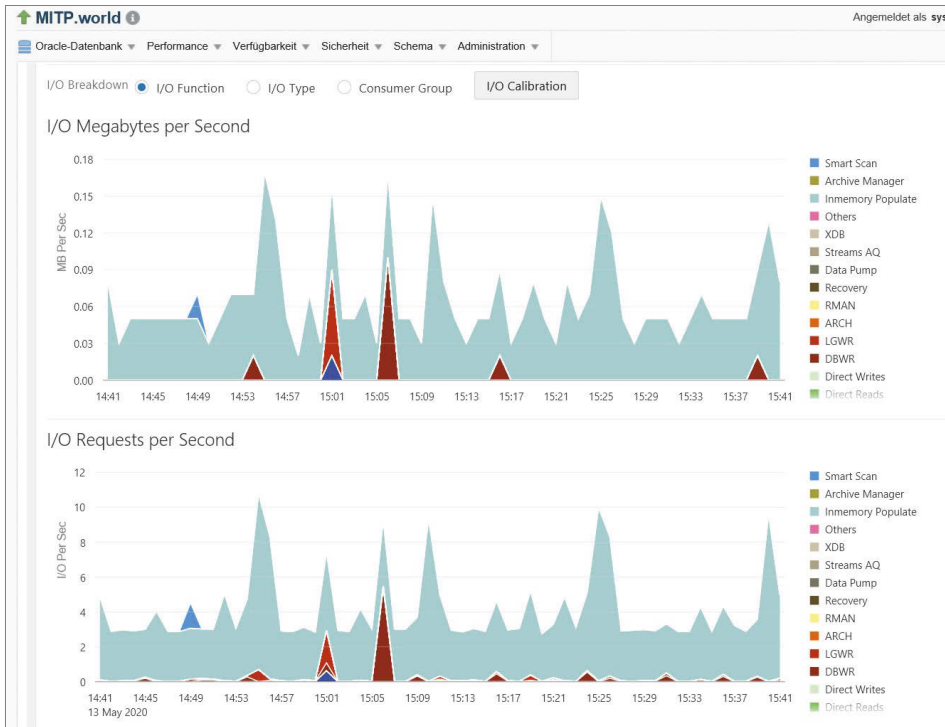 MITP.world
Angemeldet als sys
Oracle-Datenbank Performance Verfügbarkeit Sicherheit Schema Administration
I/O Breakdown I/O Function I/O Type Consumer Group I/O Calibration
I/O Megabytes per Second
MB Per Sec
0.18
0.15
0.12
0.09
0.06
0.03
0.00
14:41 14:45 14:49 14:53 14:57 15:01 15:05 15:09 15:13 15:17 15:21 15:25 15:29 15:33 15:37 15:41
Smart Scan
Archive Manager
Inmemory Populate
Others
XDB
Streams AQ
Data Pump
Recovery
RMAN
ARCH
LGWR
DBWR
Direct Writes
Direct Reads
I/O Requests per Second
I/O Per Sec
12
10
8
6
4
2
0
14:41 14:45 14:49 14:53 14:57 15:01 15:05 15:09 15:13 15:17 15:21 15:25 15:29 15:33 15:37 15:41
13 May 2020
Smart Scan
Archive Manager
Inmemory Populate
Others
XDB
Streams AQ
Data Pump
Recovery
RMAN
ARCH
LGWR
DBWR
Direct Writes
Direct Reads